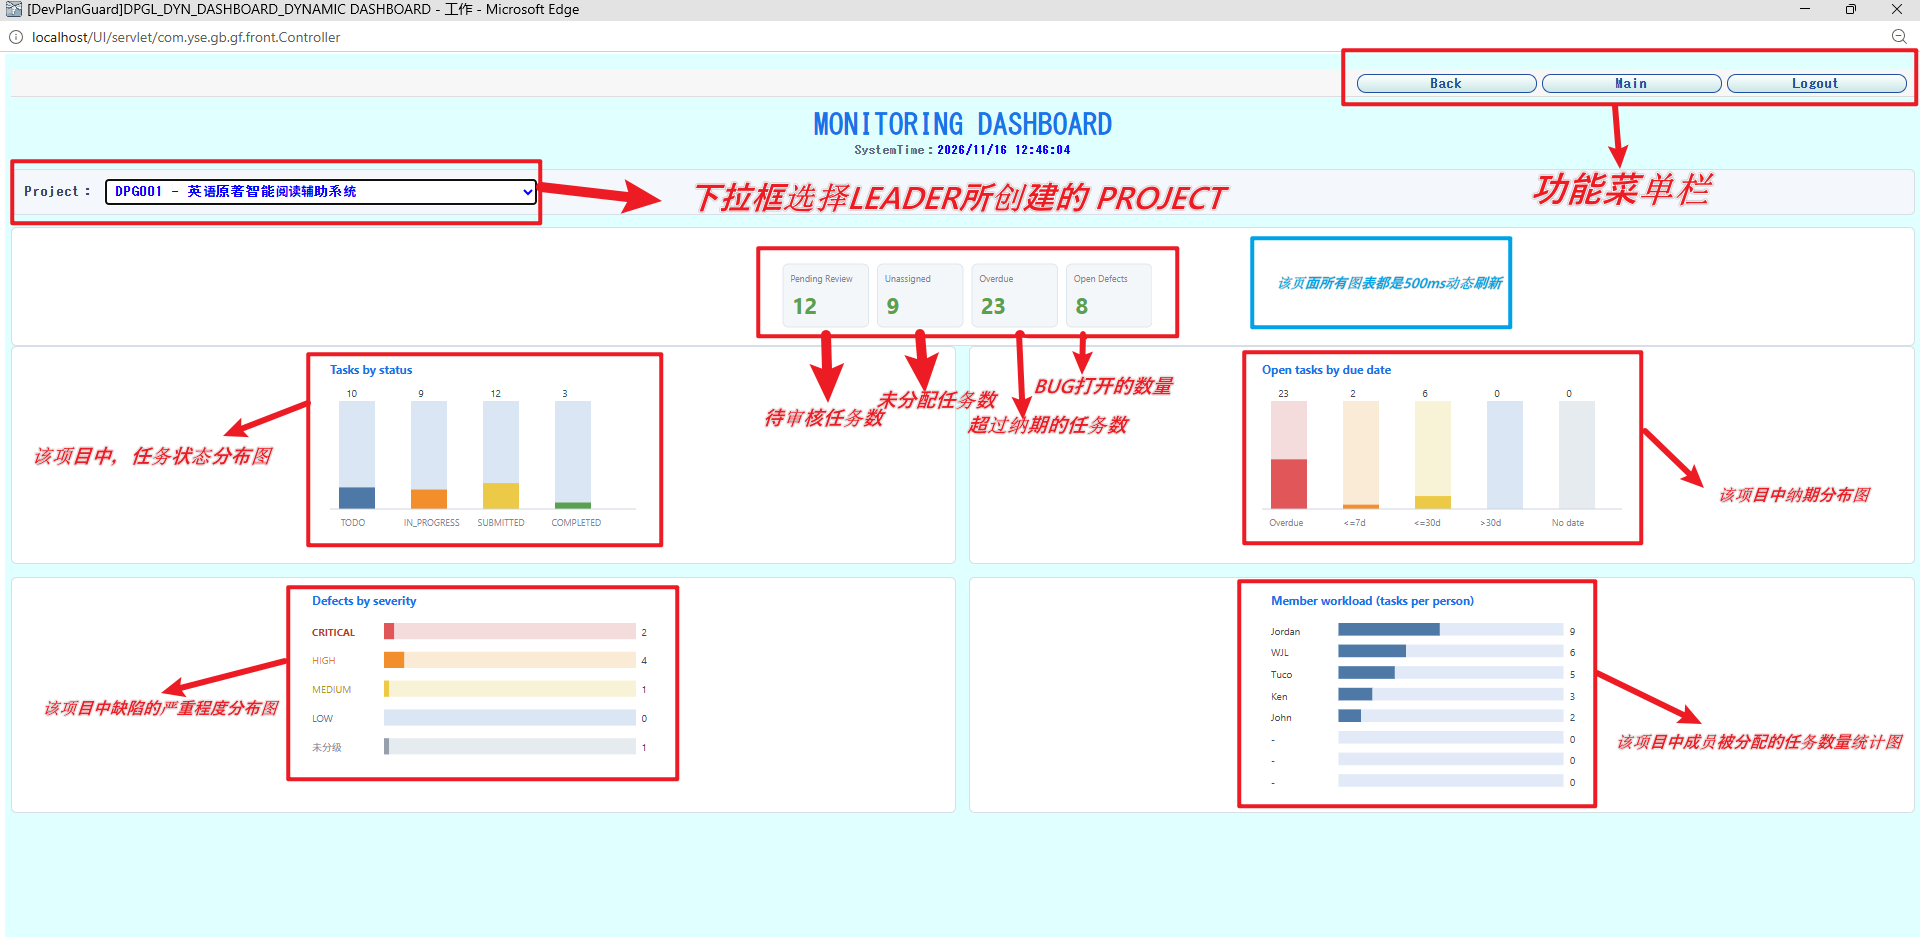 [DevPlanGuard]DPGL_DYN_DASHBOARD_DYNAMIC DASHBOARD - 工作 - Microsoft Edge
localhost/UI/servlet/com.yse.gb.gf.front.Controller
Back Main Logout
MONITORING DASHBOARD
SystemTime：2026/11/16 12:46:04
Project： DPG001 - 英语原著智能阅读辅助系统
下拉框选择LEADER所创建的 PROJECT
功能菜单栏
Pending Review Unassigned Overdue Open Defects
12 9 23 8
该页面所有图表都是500ms动态刷新
待审核任务数
未分配任务数
超过纳期的任务数
BUG打开的数量
Tasks by status
10 9 12 3
TODO IN_PROGRESS SUBMITTED COMPLETED
该项目中，任务状态分布图
Open tasks by due date
23 2 6 0 0
Overdue <=7d <=30d >30d No date
该项目中纳期分布图
Defects by severity
CRITICAL 2
HIGH 4
MEDIUM 1
LOW 0
未分级 1
该项目中缺陷的严重程度分布图
Member workload (tasks per person)
Jordan 9
WJL 6
Tuco 5
Ken 3
John 2
- 0
- 0
- 0
该项目中成员被分配的任务数量统计图